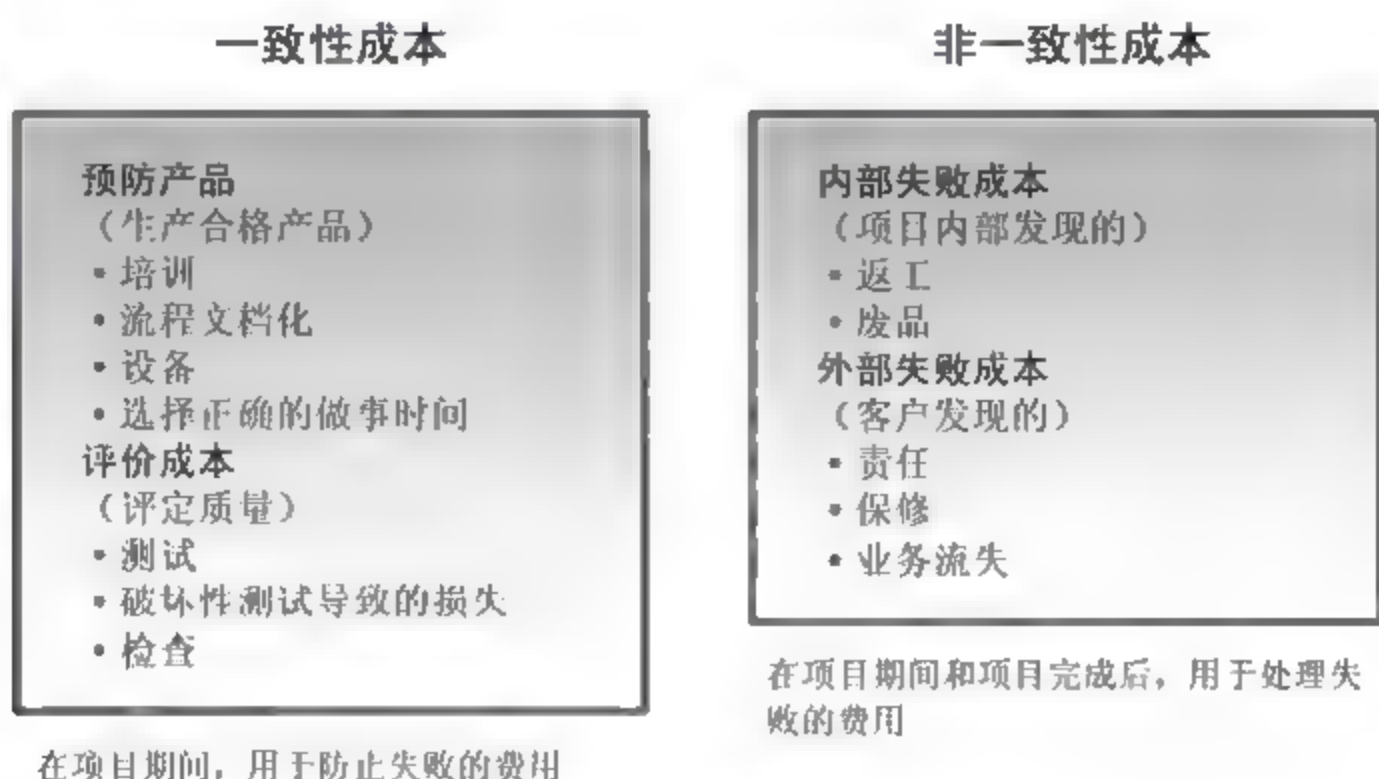 一致性成本
预防产品
（生产合格产品）
• 培训
• 流程文档化
• 设备
• 选择正确的做事时间
评价成本
（评定质量）
• 测试
• 破坏性测试导致的损失
• 检查
在项目期间，用于防止失败的费用
非一致性成本
内部失败成本
（项目内部发现的）
• 返工
• 废品
外部失败成本
（客户发现的）
• 责任
• 保修
• 业务流失
在项目期间和项目完成后，用于处理失
败的费用